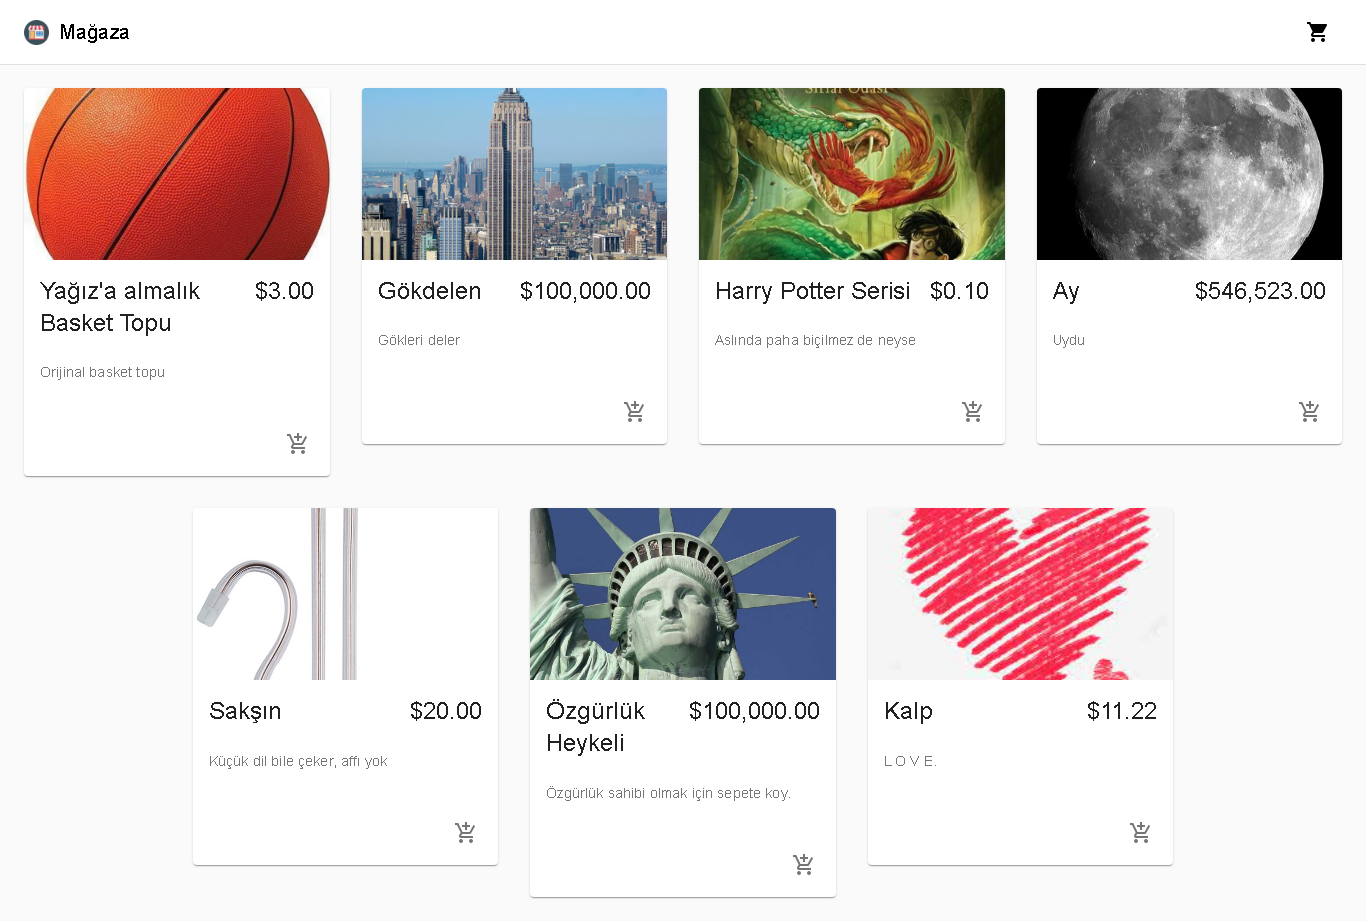 Mağaza
Sırlar Odası
Yağız'a almalık $3.00
Basket Topu
Orijinal basket topu
Gökdelen $100,000.00
Gökleri deler
Harry Potter Serisi $0.10
Aslında paha biçilmez de neyse
Ay $546,523.00
Uydu
Sakşın $20.00
Küçük dil bile çeker, affı yok
Özgürlük $100,000.00
Heykeli
Özgürlük sahibi olmak için sepete koy.
Kalp $11.22
L O V E.